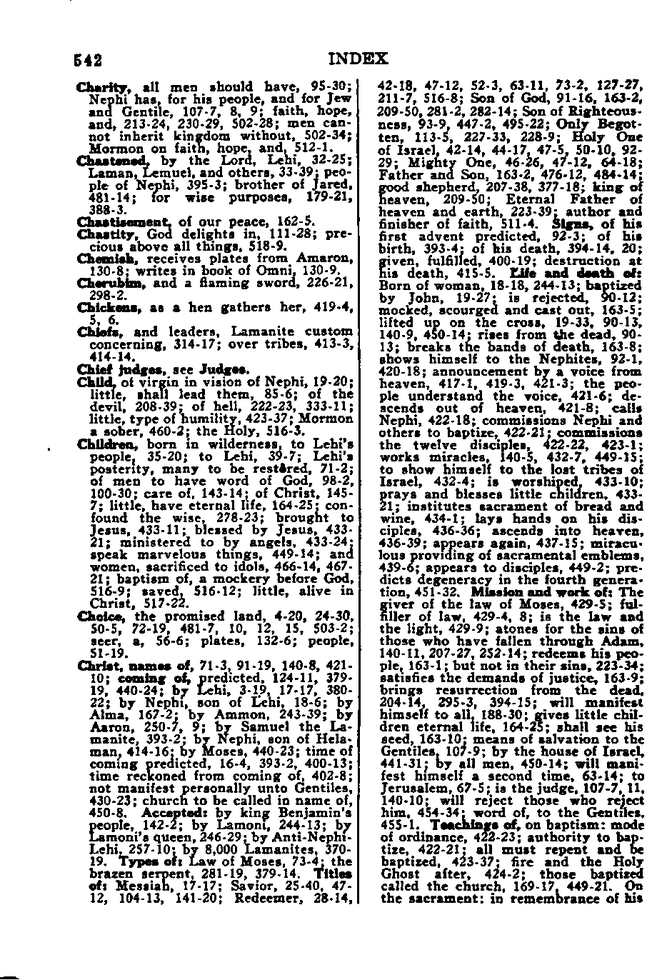 542
INDEX
Charity, all men should have, 95-30;
Nephi has, for his people, and for Jew
and Gentile, 107-7, 8, 9; faith, hope,
and, 213-24, 230-29, 502-28; men can-
not inherit kingdom without, 502-34;
Mormon on faith, hope, and, 512-1.
Chastened, by the Lord, Lehi, 32-25;
Laman, Lemuel, and others, 33-39; peo-
ple of Nephi, 395-3; brother of Jared,
481-14; for wise purposes, 179-21,
388-3.
Chastisement, of our peace, 162-5.
Chastity, God delights in, 111-28; pre-
cious above all things, 518-9.
Chemish, receives plates from Amaron,
130-8; writes in book of Omni, 130-9.
Cherubim, and a flaming sword, 226-21,
298-2.
Chickens, as a hen gathers her, 419-4,
5, 6.
Chiefs, and leaders, Lamanite custom
concerning, 314-17; over tribes, 413-3,
414-14.
Chief judges, see Judges.
Child, of virgin in vision of Nephi, 19-20;
little, shall lead them, 85-6; of the
devil, 208-39; of hell, 222-23, 333-11;
little, type of humility, 423-37; Mormon
a sober, 460-2; the Holy, 516-3.
Children, born in wilderness, to Lehi's
people, 35-20; to Lehi, 39-7; Lehi's
posterity, many to be restored, 71-2;
of men to have word of God, 98-2,
100-30; care of, 143-14; of Christ, 145-
7; little, have eternal life, 164-25; con-
found the wise, 278-23; brought to
Jesus, 433-11; blessed by Jesus, 433-
21; ministered to by angels, 433-24;
speak marvelous things, 449-14; and
women, sacrificed to idols, 466-14, 467-
21; baptism of, a mockery before God,
516-9; saved, 516-12; little, alive in
Christ, 517-22.
Choice, the promised land, 4-20, 24-30,
50-5, 72-19, 481-7, 10, 12, 15, 503-2;
seer, a, 56-6; plates, 132-6; people,
51-19.
Christ, names of, 71-3, 91-19, 140-8, 421-
10; coming of, predicted, 124-11, 379-
19, 440-24; by Lehi, 3-19, 17-17, 380-
22; by Nephi, son of Lehi, 18-6; by
Alma, 167-2; by Ammon, 243-39; by
Aaron, 250-7, 9; by Samuel the La-
manite, 393-2; by Nephi, son of Hela-
man, 414-16; by Moses, 440-23; time of
coming predicted, 16-4, 393-2, 400-13;
time reckoned from coming of, 402-8;
not manifest personally unto Gentiles,
430-23; church to be called in name of,
450-8. Accepted: by king Benjamin's
people, 142-2; by Lamoni, 244-13; by
Lamoni's queen, 246-29; by Anti-Nephi-
Lehi, 257-10; by 8,000 Lamanites, 370-
19. Types of: Law of Moses, 73-4; the
brazen serpent, 281-19, 379-14. Titles
of: Messiah, 17-17; Savior, 25-40, 47-
12, 104-13, 141-20; Redeemer, 28-14,
42-18, 47-12, 52-3, 63-11, 73-2, 127-27,
211-7, 516-8; Son of God, 91-16, 163-2,
209-50, 281-2, 282-14; Son of Righteous-
ness, 93-9, 447-2, 495-22; Only Begot-
ten, 113-5, 227-33, 228-9; Holy One
of Israel, 42-14, 44-17, 47-5, 50-10, 92-
29; Mighty One, 46-26, 47-12, 64-18;
Father and Son, 163-2, 476-12, 484-14;
good shepherd, 207-38, 377-18; king of
heaven, 209-50; Eternal Father of
heaven and earth, 223-39; author and
finisher of faith, 511-4. Signs, of his
first advent predicted, 92-3; of his
birth, 393-4; of his death, 394-14, 20;
given, fulfilled, 400-19; destruction at
his death, 415-5. Life and death of:
Born of woman, 18-18, 244-13; baptized
by John, 19-27; is rejected, 90-12;
mocked, scourged and cast out, 163-5;
lifted up on the cross, 19-33, 90-13,
140-9, 450-14; rises from the dead, 90-
13; breaks the bands of death, 163-8;
shows himself to the Nephites, 92-1,
420-18; announcement by a voice from
heaven, 417-1, 419-3, 421-3; the peo-
ple understand the voice, 421-6; de-
scends out of heaven, 421-8; calls
Nephi, 422-18; commissions Nephi and
others to baptize, 422-21; commissions
the twelve disciples, 422-22, 423-1;
works miracles, 140-5, 432-7, 449-15;
to show himself to the lost tribes of
Israel, 432-4; is worshiped, 433-10;
prays and blesses little children, 433-
21; institutes sacrament of bread and
wine, 434-1; lays hands on his dis-
ciples, 436-36; ascends into heaven,
436-39; appears again, 437-15; miracu-
lous providing of sacramental emblems,
439-6; appears to disciples, 449-2; pre-
dicts degeneracy in the fourth genera-
tion, 451-32. Mission and work of: The
giver of the law of Moses, 429-5; ful-
filler of law, 429-4, 8; is the law and
the light, 429-9; atones for the sins of
those who have fallen through Adam,
140-11, 207-27, 252-14; redeems his peo-
ple, 163-1; but not in their sins, 223-34;
satisfies the demands of justice, 163-9;
brings resurrection from the dead,
204-14, 295-3, 394-15; will manifest
himself to all, 188-30; gives little chil-
dren eternal life, 164-25; shall see his
seed, 163-10; means of salvation to the
Gentiles, 107-9; by the house of Israel,
441-31; by all men, 450-14; will mani-
fest himself a second time, 63-14; to
Jerusalem, 67-5; is the judge, 107-7, 11,
140-10; will reject those who reject
him, 454-34; word of, to the Gentiles,
455-1. Teachings of, on baptism: mode
of ordinance, 422-23; authority to bap-
tize, 422-21; all must repent and be
baptized, 423-37; fire and the Holy
Ghost after, 424-2; those baptized
called the church, 169-17, 449-21. On
the sacrament: in remembrance of his